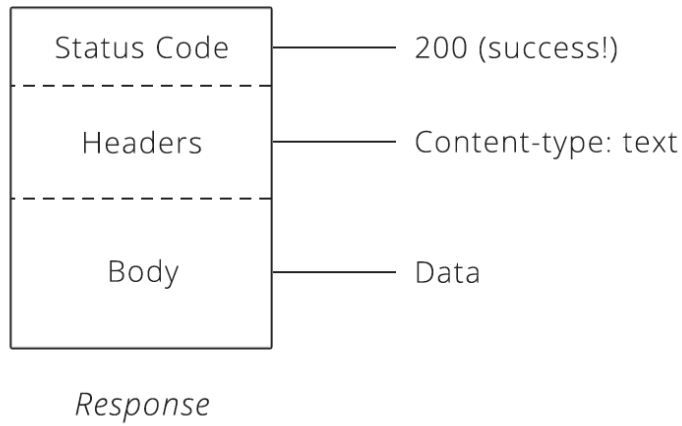 Status Code 200 (success!)
Headers Content-type: text
Body Data
Response